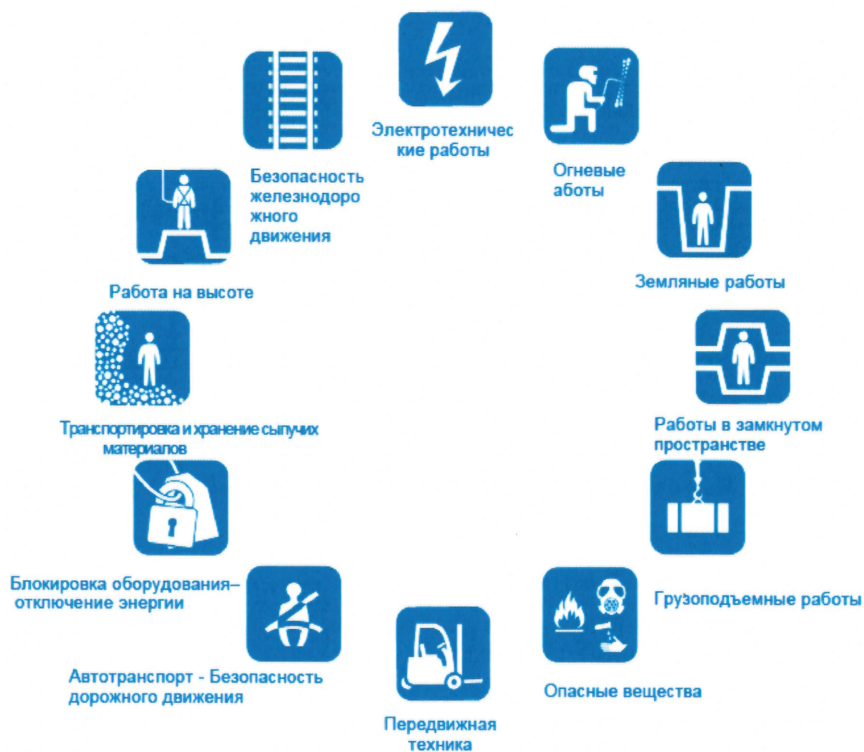 Электротехничес
кие работы
Огневые
аботы
Безопасность
железнодоро
жного
движения
Земляные работы
Работа на высоте
Работы в замкнутом
пространстве
Транспортировка и хранение сыпучих
материалов
Блокировка оборудования–
отключение энергии
Грузоподъемные работы
Автотранспорт - Безопасность
дорожного движения
Опасные вещества
Передвижная
техника